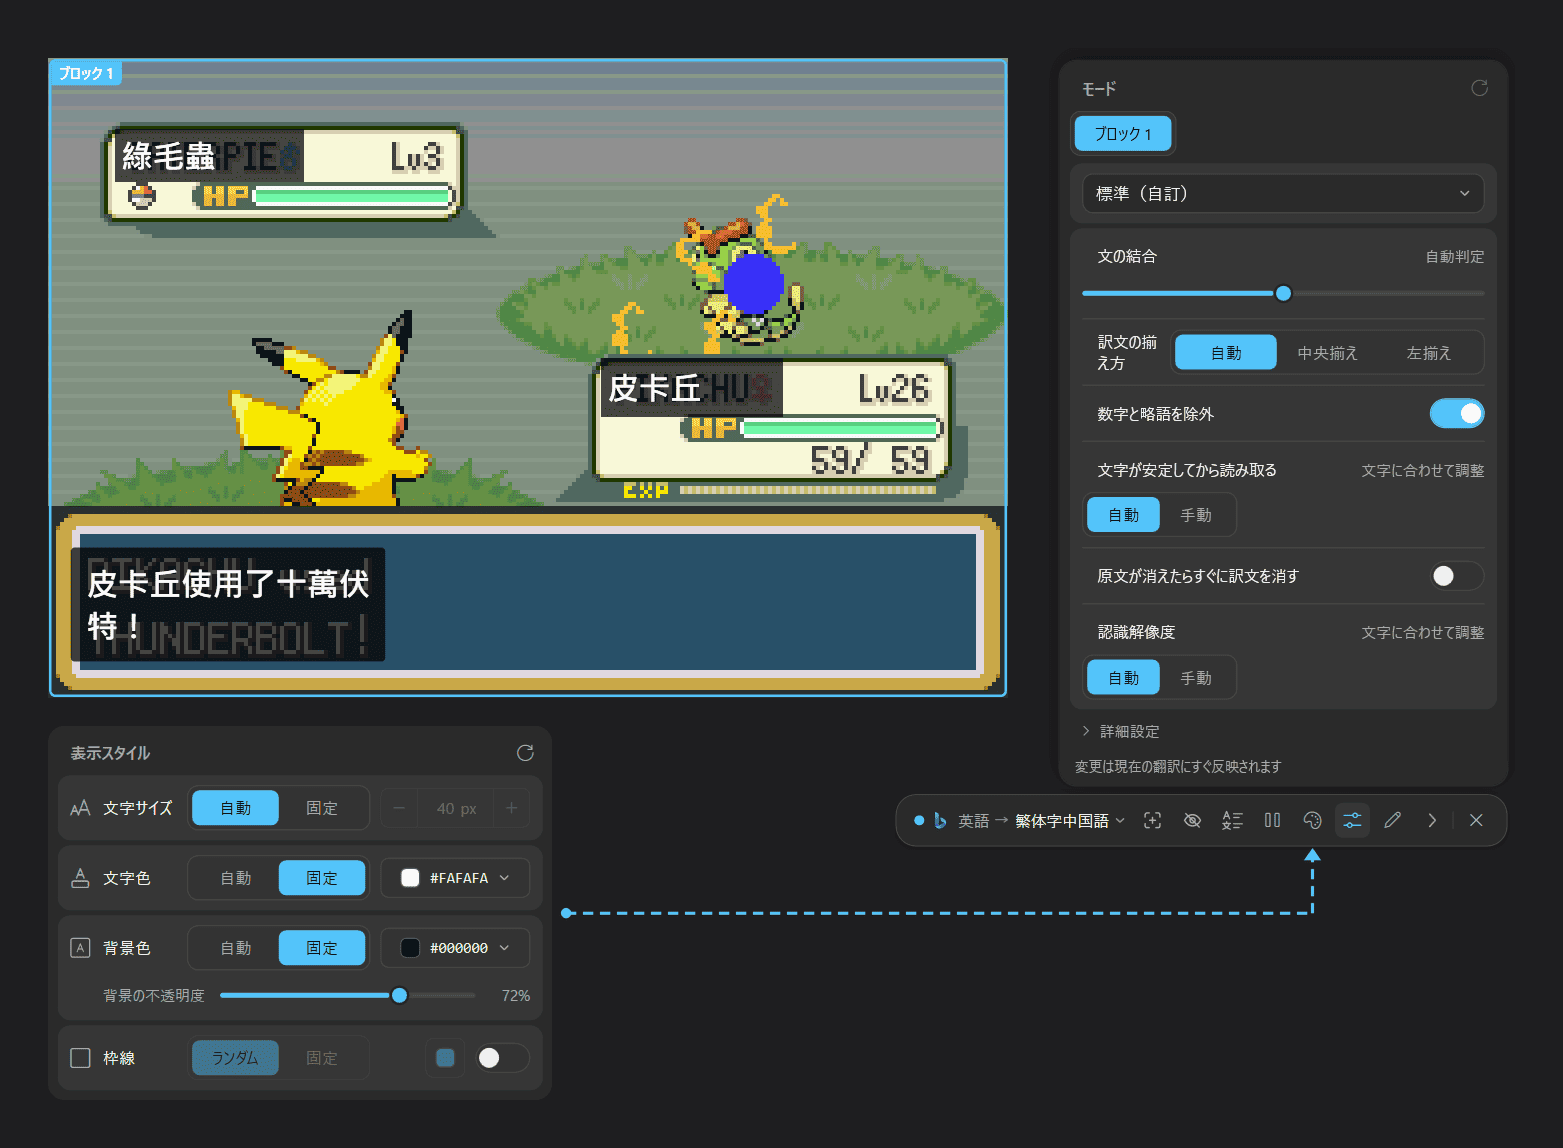 ブロック 1
綠毛蟲
Lv3
HP
皮卡丘
Lv26
HP
59/ 59
EXP
皮卡丘使用了十萬伏
特！
THUNDERBOLT!
モード
ブロック 1
標準（自訂）
文の結合
自動判定
訳文の揃
え方
自動
中央揃え
左揃え
数字と略語を除外
文字が安定してから読み取る
文字に合わせて調整
自動
手動
原文が消えたらすぐに訳文を消す
認識解像度
文字に合わせて調整
自動
手動
詳細設定
変更は現在の翻訳にすぐ反映されます
英語 → 繁体字中国語
表示スタイル
文字サイズ
自動
固定
40 px
文字色
自動
固定
#FAFAFA
背景色
自動
固定
#000000
背景の不透明度
72%
枠線
ランダム
固定